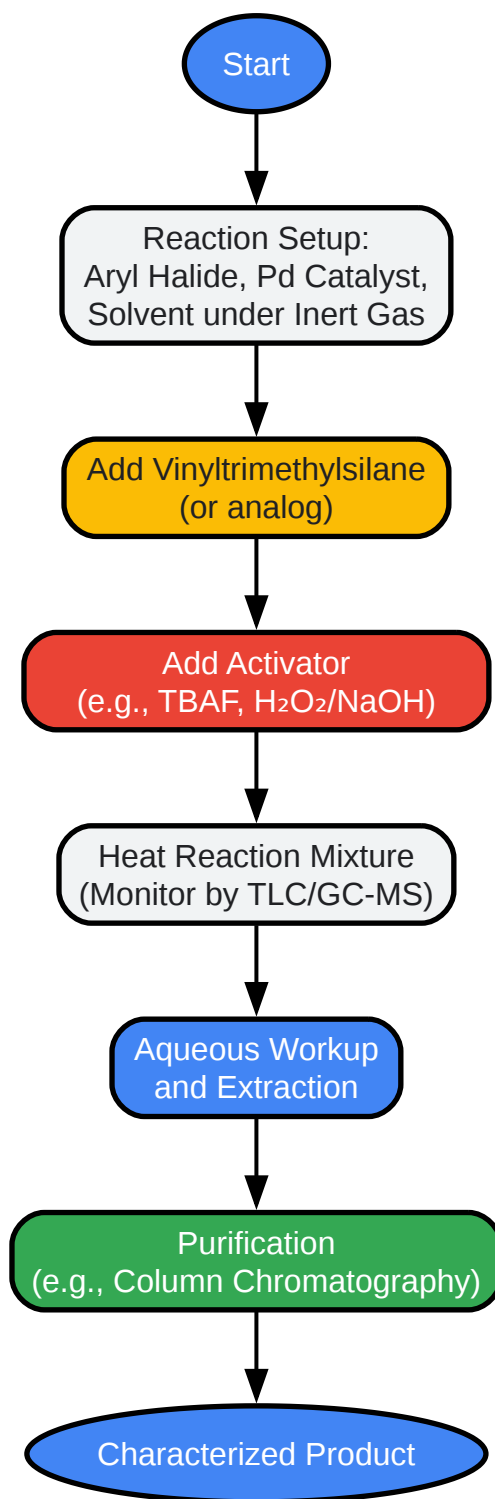 Start
Reaction Setup:
Aryl Halide, Pd Catalyst,
Solvent under Inert Gas
Add Vinyltrimethylsilane
(or analog)
Add Activator
(e.g., TBAF, H₂O₂/NaOH)
Heat Reaction Mixture
(Monitor by TLC/GC-MS)
Aqueous Workup
and Extraction
Purification
(e.g., Column Chromatography)
Characterized Product